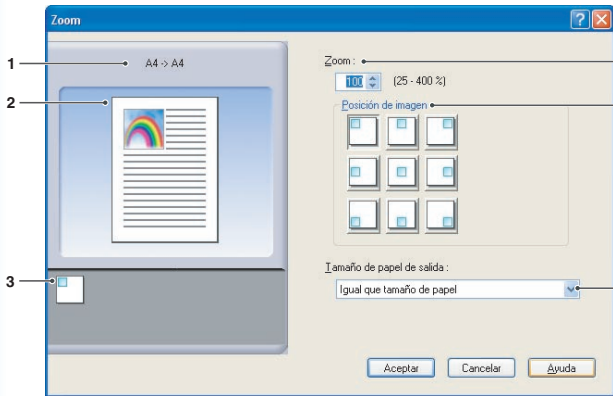 Zoom
1
A4 -> A4
2
3
Zoom :
100
(25 - 400 %)
Posición de imagen
Tamaño de papel de salida :
Igual que tamaño de papel
Aceptar
Cancelar
Ayuda